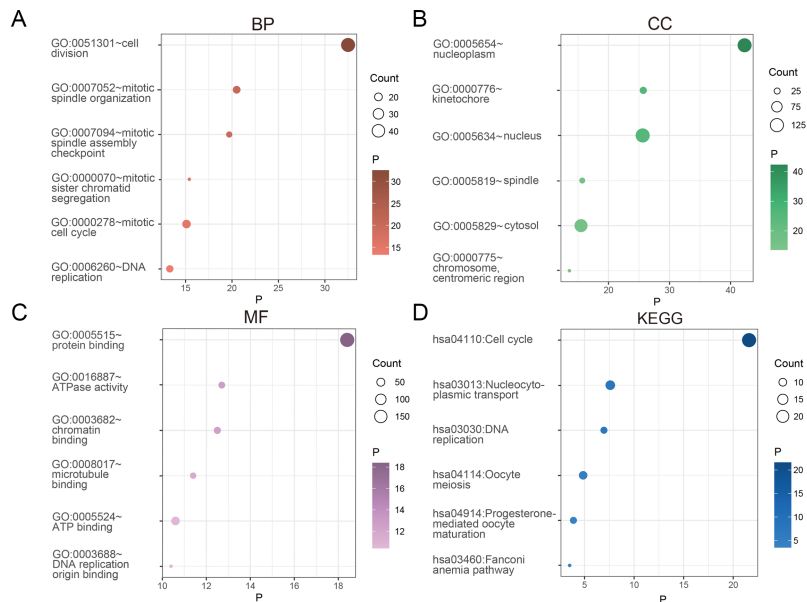 A
BP
GO:0051301~cell
division
GO:0007052~mitotic
spindle organization
GO:0007094~mitotic
spindle assembly
checkpoint
GO:0000070~mitotic
sister chromatid
segregation
GO:0000278~mitotic
cell cycle
GO:0006260~DNA
replication
15 20 25 30
P
Count
20
30
40
P
30
25
20
15
B
CC
GO:0005654~
nucleoplasm
GO:0000776~
kinetochore
GO:0005634~nucleus
GO:0005819~spindle
GO:0005829~cytosol
GO:0000775~
chromosome,
centromeric region
20 30 40
P
Count
25
75
125
P
40
30
20
C
MF
GO:0005515~
protein binding
GO:0016887~
ATPase activity
GO:0003682~
chromatin
binding
GO:0008017~
microtubule
binding
GO:0005524~
ATP binding
GO:0003688~
DNA replication
origin binding
10 12 14 16 18
P
Count
50
100
150
P
18
16
14
12
D
KEGG
hsa04110:Cell cycle
hsa03013:Nucleocyto-
plasmic transport
hsa03030:DNA
replication
hsa04114:Oocyte
meiosis
hsa04914:Progesterone-
mediated oocyte
maturation
hsa03460:Fanconi
anemia pathway
5 10 15 20
P
Count
10
15
20
P
20
15
10
5